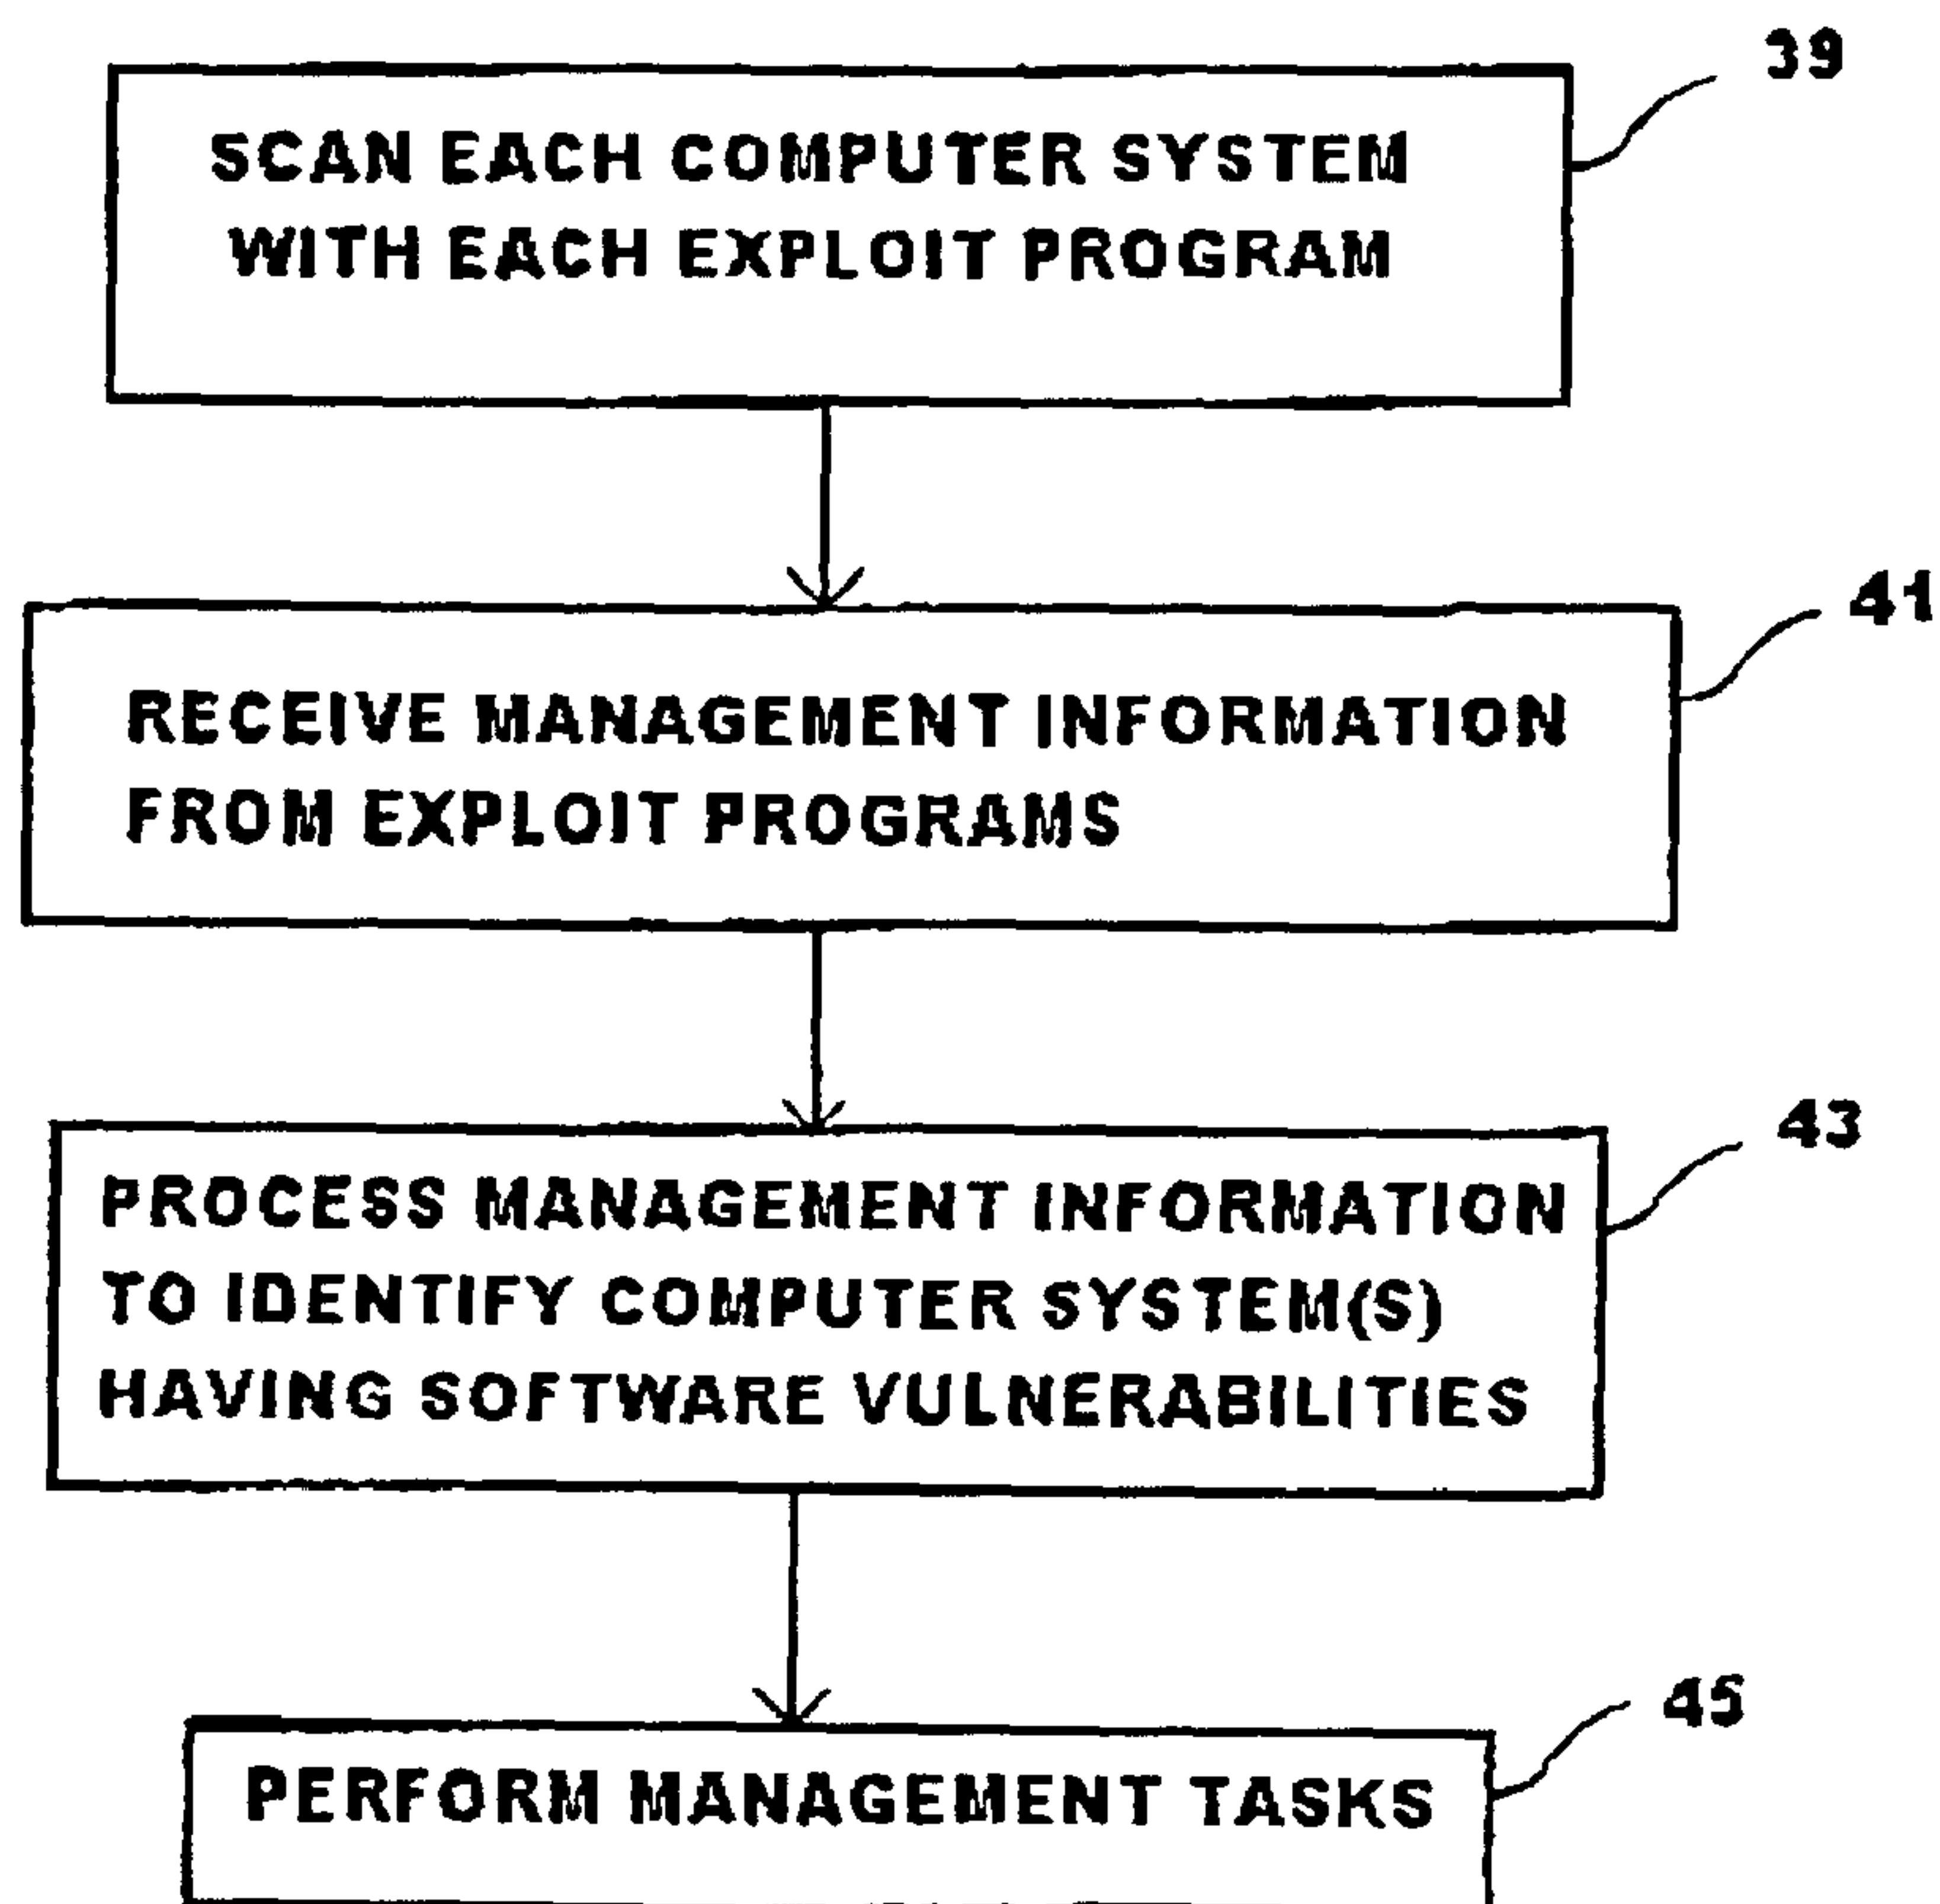 39
SCAN EACH COMPUTER SYSTEM
WITH EACH EXPLOIT PROGRAM
41
RECEIVE MANAGEMENT INFORMATION
FROM EXPLOIT PROGRAMS
43
PROCESS MANAGEMENT INFORMATION
TO IDENTIFY COMPUTER SYSTEM(S)
HAVING SOFTWARE VULNERABILITIES
45
PERFORM MANAGEMENT TASKS